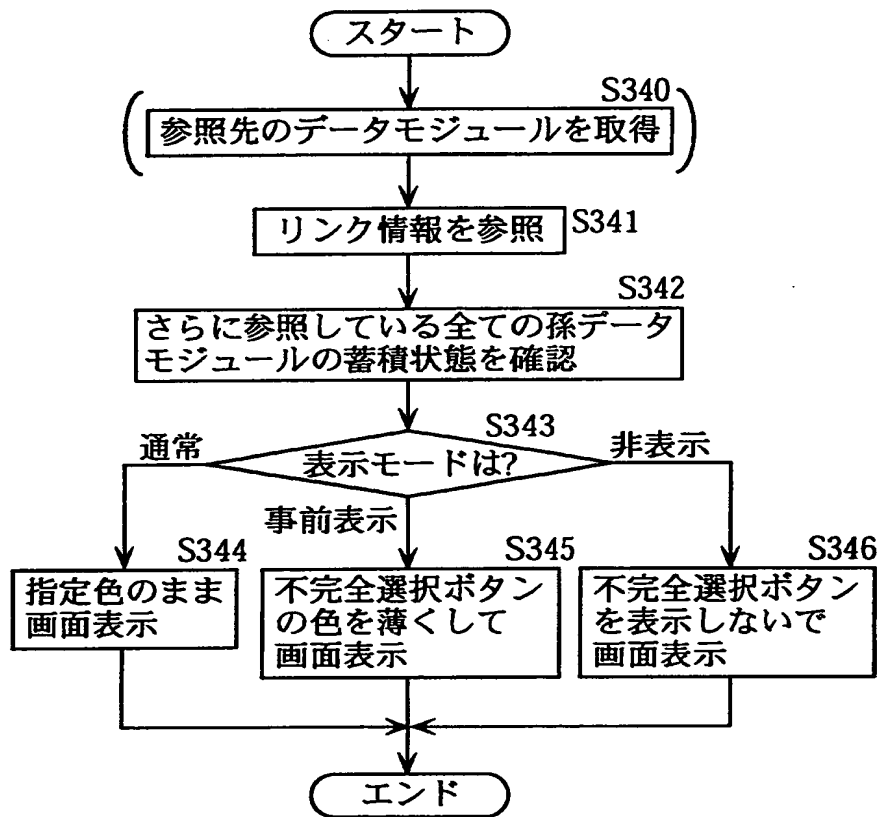 スタート
S340
参照先のデータモジュールを取得
リンク情報を参照
S341
S342
さらに参照している全ての孫データ
モジュールの蓄積状態を確認
S343
通常
表示モードは?
非表示
事前表示
S344
指定色のまま
画面表示
S345
不完全選択ボタン
の色を薄くして
画面表示
S346
不完全選択ボタン
を表示しないで
画面表示
エンド